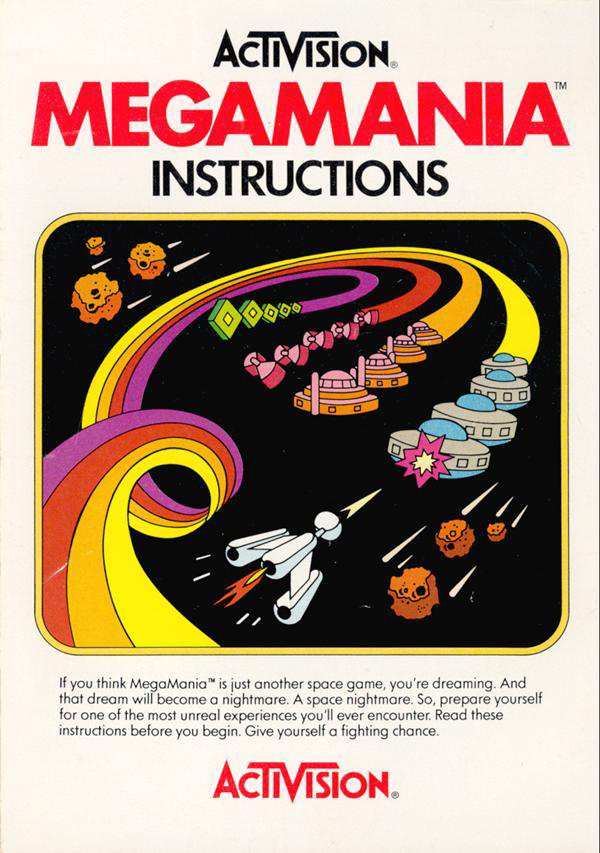 ACTIVISION®
MEGAMANIA™
INSTRUCTIONS
If you think MegaMania™ is just another space game, you're dreaming. And
that dream will become a nightmare. A space nightmare. So, prepare yourself
for one of the most unreal experiences you'll ever encounter. Read these
instructions before you begin. Give yourself a fighting chance.
ACTIVISION®